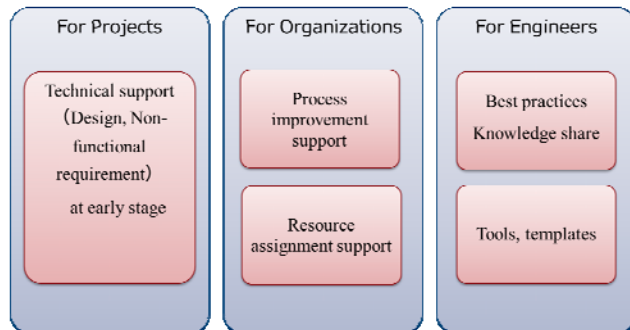 For Projects
Technical support
(Design, Non-
functional
requirement)
at early stage
For Organizations
Process
improvement
support
Resource
assignment support
For Engineers
Best practices
Knowledge share
Tools, templates